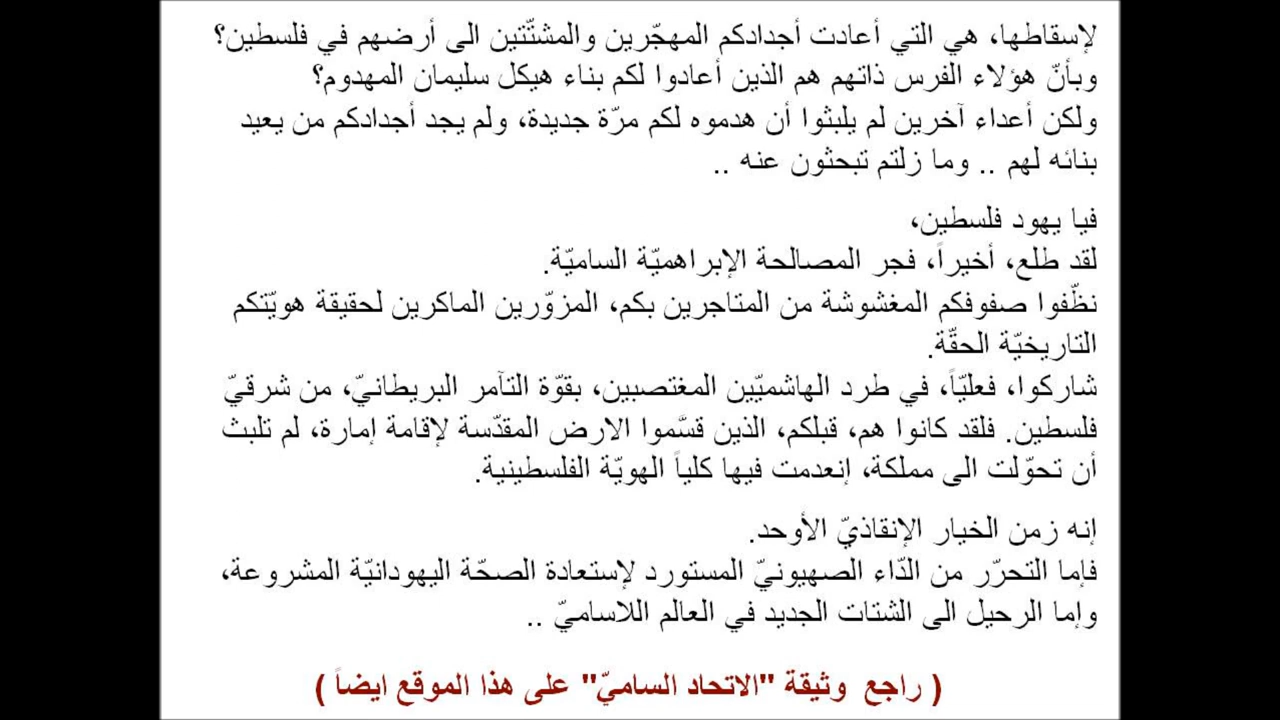 لإسقاطها، هي التي أعادت أجدادكم المهجّرين والمشتّتين الى أرضهم في فلسطين؟
وبأنّ هؤلاء الفرس ذاتهم هم الذين أعادوا لكم بناء هيكل سليمان المهدوم؟
ولكن أعداء آخرين لم يلبثوا أن هدموه لكم مرّة جديدة، ولم يجد أجدادكم من يعيد
بنائه لهم .. وما زلتم تبحثون عنه ..
فيا يهود فلسطين،
لقد طلع، أخيراً، فجر المصالحة الإبراهميّة الساميّة.
نظّفوا صفوفكم المغشوشة من المتاجرين بكم، المزوّرين الماكرين لحقيقة هويّتكم
التاريخيّة الحقّة.
شاركوا، فعليّاً، في طرد الهاشميّين المغتصبين، بقوّة التآمر البريطانيّ، من شرقيّ
فلسطين. فلقد كانوا هم، قبلكم، الذين قسَّموا الارض المقدّسة لإقامة إمارة، لم تلبث
أن تحوّلت الى مملكة، إنعدمت فيها كلياً الهويّة الفلسطينية.
إنه زمن الخيار الإنقاذيّ الأوحد.
فإما التحرّر من الدّاء الصهيونيّ المستورد لإستعادة الصحّة اليهودانيّة المشروعة،
وإما الرحيل الى الشتات الجديد في العالم اللاساميّ ..
( راجع وثيقة "الاتحاد الساميّ" على هذا الموقع ايضاً )